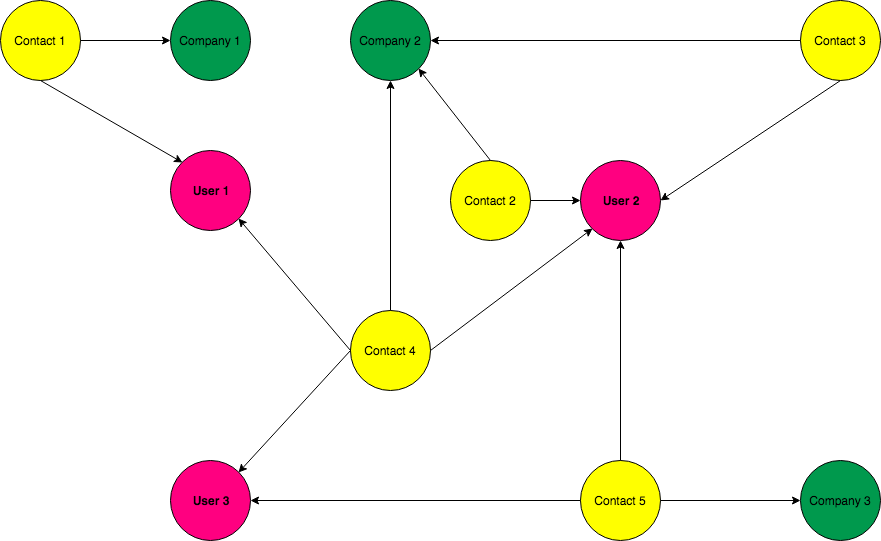 Contact 1
Company 1
Company 2
Contact 3
User 1
Contact 2
User 2
Contact 4
User 3
Contact 5
Company 3